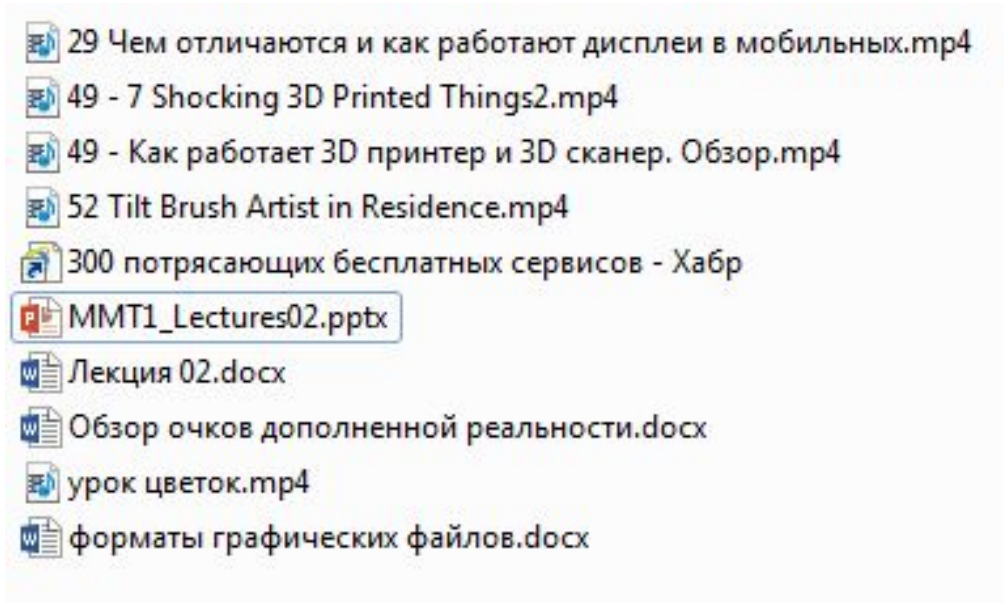 29 Чем отличаются и как работают дисплеи в мобильных.mp4
49 - 7 Shocking 3D Printed Things2.mp4
49 - Как работает 3D принтер и 3D сканер. Обзор.mp4
52 Tilt Brush Artist in Residence.mp4
300 потрясающих бесплатных сервисов - Хабр
MMT1_Lectures02.pptx
Лекция 02.docx
Обзор очков дополненной реальности.docx
урок цветок.mp4
форматы графических файлов.docx